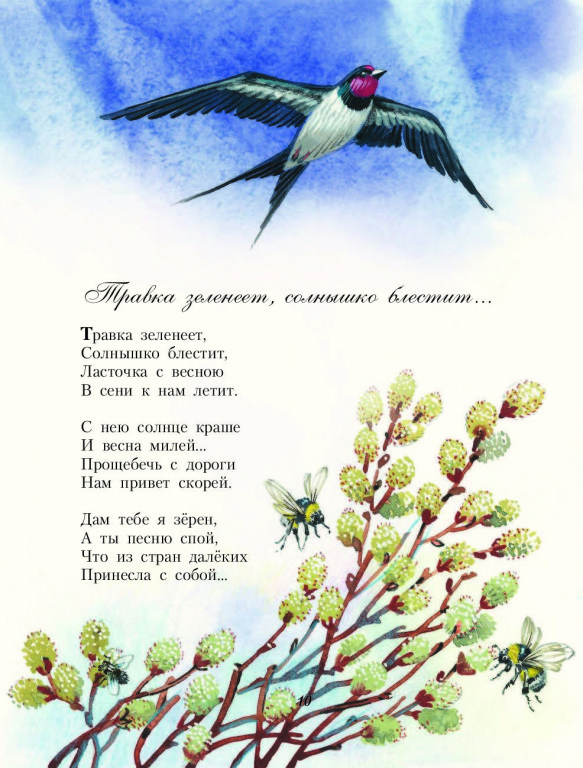 Травка зеленеет, солнышко блестит...
Травка зеленеет,
Солнышко блестит,
Ласточка с весною
В сени к нам летит.
С нею солнце краше
И весна милей...
Прощебечь с дороги
Нам привет скорей.
Дам тебе я зёрен,
А ты песню спой,
Что из стран далёких
Принесла с собой...
10